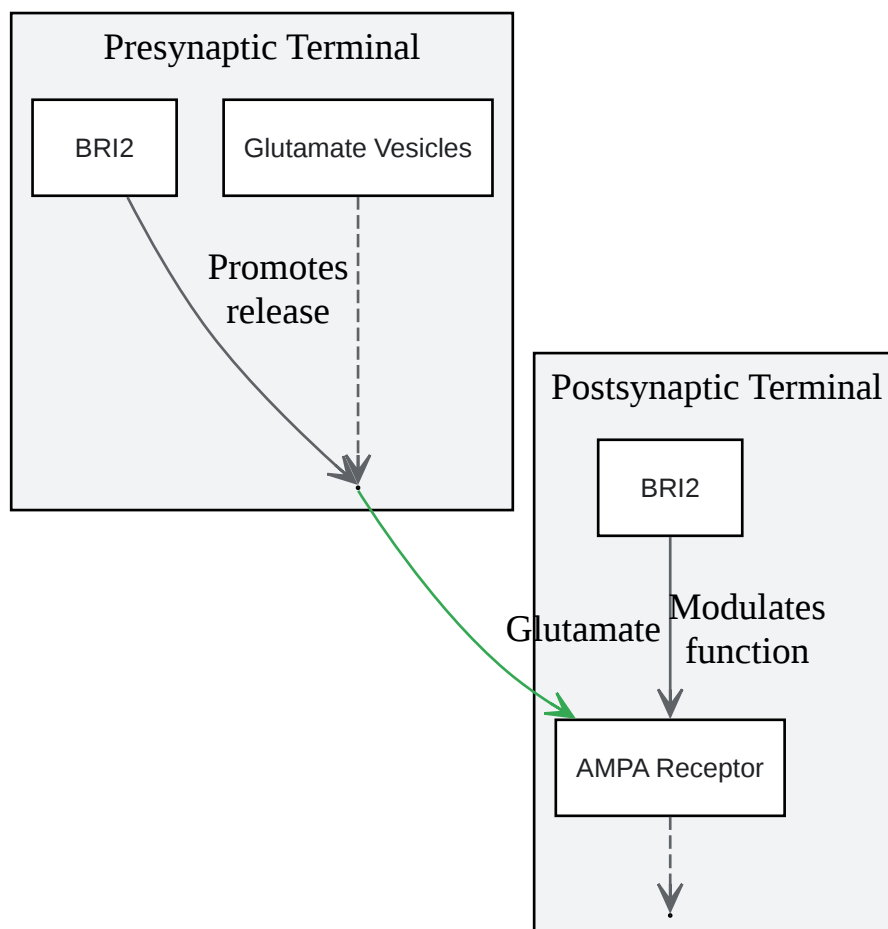 Presynaptic Terminal
BRI2
Glutamate Vesicles
Promotes
release
Postsynaptic Terminal
BRI2
Glutamate
Modulates
function
AMPA Receptor